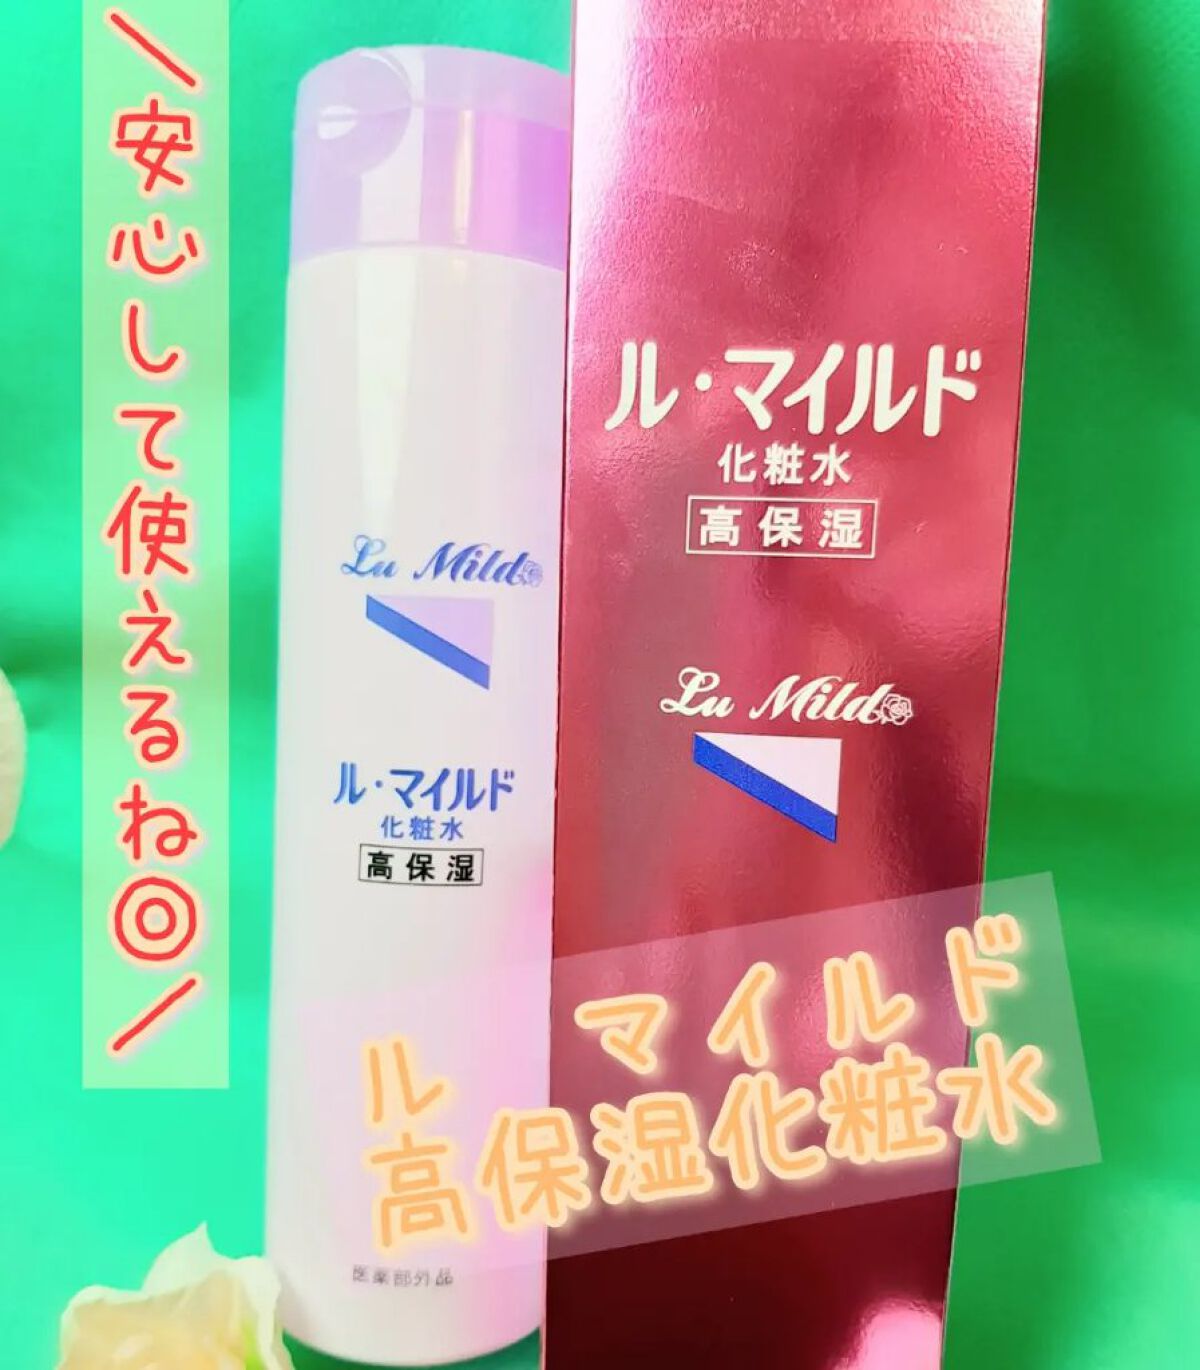 ＼安心して使えるね◎／
ル・マイルド
化粧水
高保湿
Lu Mild
Lu Mild
ル・マイルド
化粧水
高保湿
医薬部外品
ル マイルド
高保湿化粧水